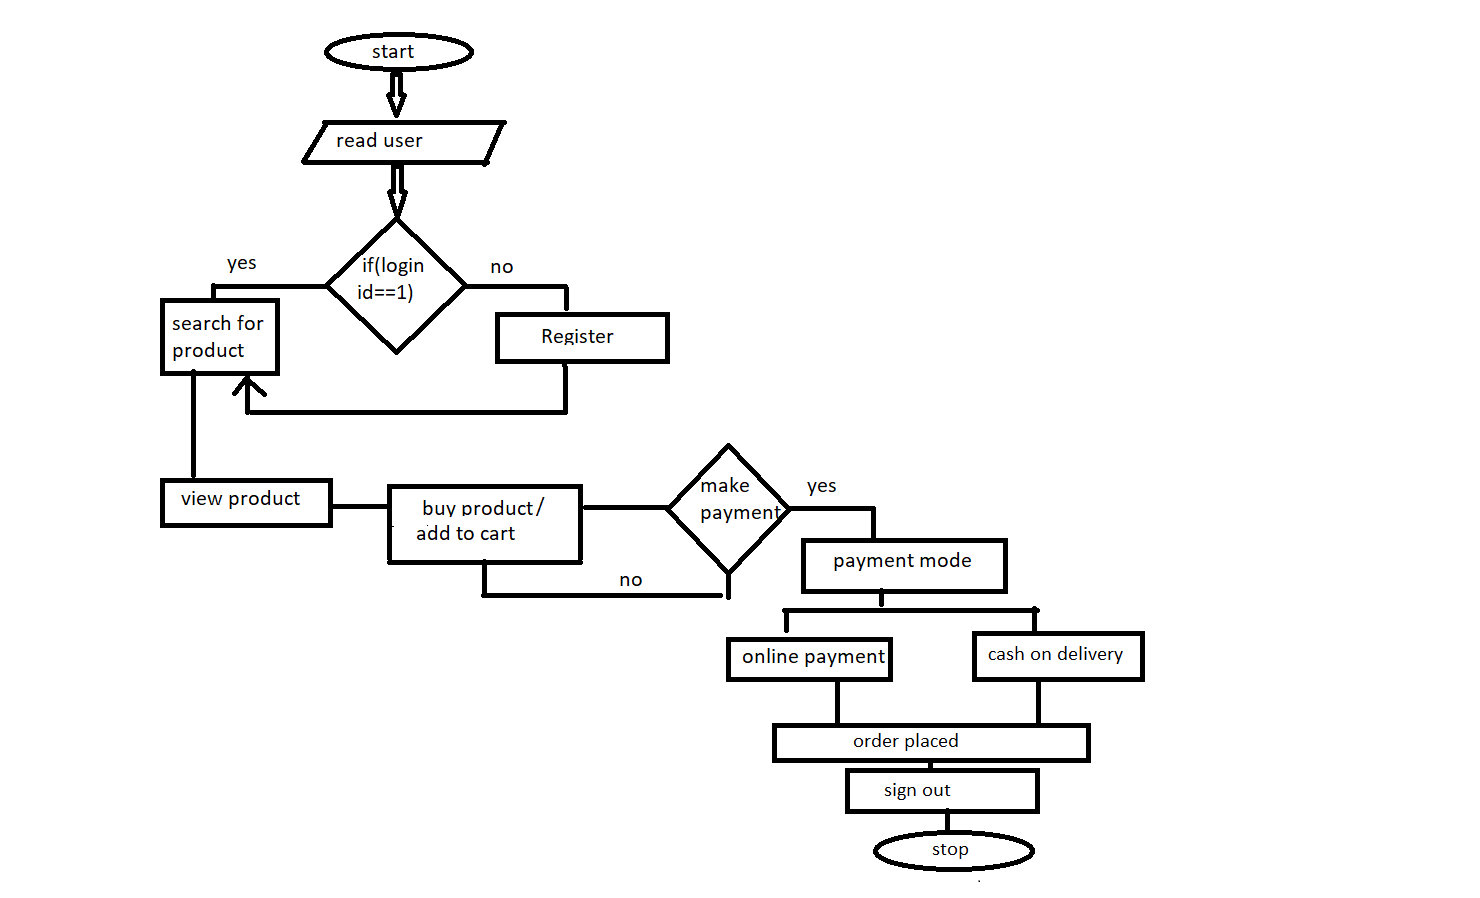 start
read user
if(login
id==1)
yes
no
search for
product
Register
view product
buy product/
add to cart
make
payment
yes
no
payment mode
online payment
cash on delivery
order placed
sign out
stop